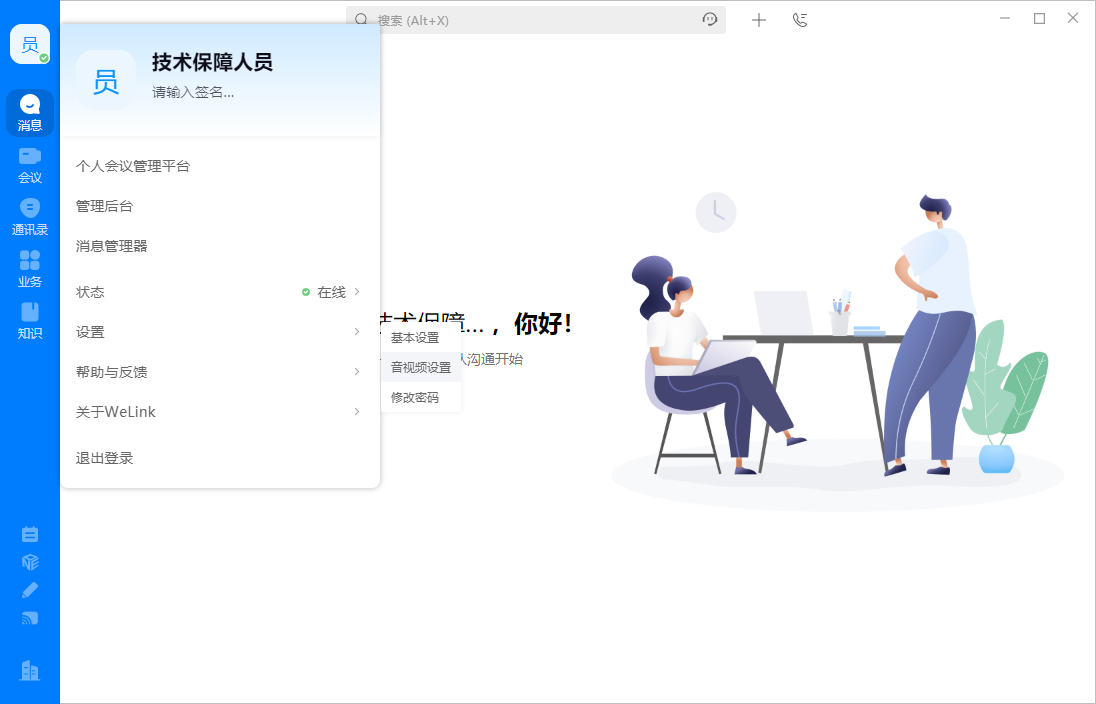 搜索 (Alt+X)
员
消息
会议
通讯录
业务
知识
员
技术保障人员
请输入签名...
个人会议管理平台
管理后台
消息管理器
状态
在线
设置
帮助与反馈
关于WeLink
退出登录
技术保障... ，你好！
沟通开始
基本设置
音视频设置
修改密码